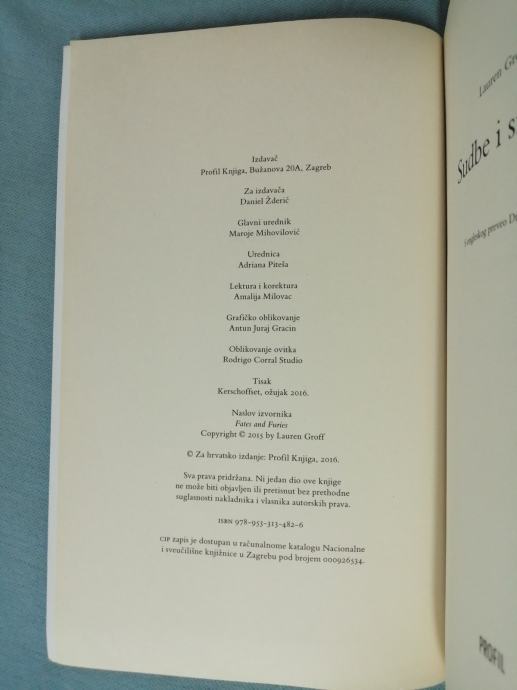 Izdavač
Profil Knjiga, Bužanova 20A, Zagreb
Za izdavača
Daniel Žderić
Glavni urednik
Maroje Mihovilović
Urednica
Adriana Piteša
Lektura i korektura
Amalija Milovac
Grafičko oblikovanje
Antun Juraj Gracin
Oblikovanje ovitka
Rodrigo Corral Studio
Tisak
Kerschoffset, ožujak 2016.
Naslov izvornika
Fates and Furies
Copyright © 2015 by Lauren Groff
© Za hrvatsko izdanje: Profil Knjiga, 2016.
Sva prava pridržana. Ni jedan dio ove knjige
ne može biti objavljen ili pretisnut bez prethodne
suglasnosti nakladnika i vlasnika autorskih prava.
ISBN 978-953-313-482-6
CIP zapis je dostupan u računalnome katalogu Nacionalne
i sveučilišne knjižnice u Zagrebu pod brojem 000926534.
Lauren
Sudbe i
S engleskog preveo
PROFIL